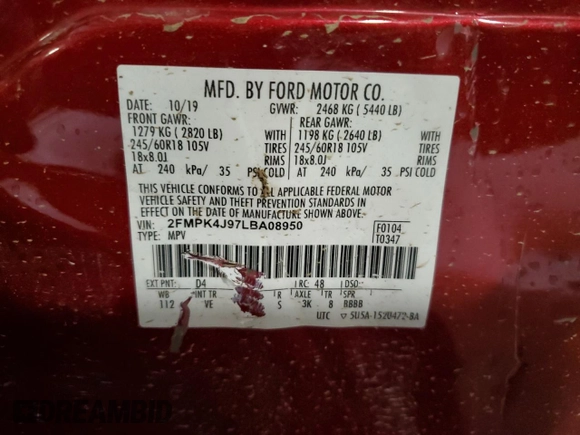 MFD. BY FORD MOTOR CO.
DATE: 10/19 GVWR: 2468 KG ( 5440 LB)
FRONT GAWR: REAR GAWR:
1279 KG ( 2820 LB) WITH 1198 KG ( 2640 LB) WITH
245/60R18 105V TIRES 245/60R18 105V TIRES
18x8.0J RIMS 18x8.0J RIMS
AT 240 kPa/ 35 PSI COLD AT 240 kPa/ 35 PSI COLD
THIS VEHICLE CONFORMS TO ALL APPLICABLE FEDERAL MOTOR
VEHICLE SAFETY AND THEFT PREVENTION STANDARDS IN
EFFECT ON THE DATE OF MANUFACTURE SHOWN ABOVE.
VIN: 2FMPK4J97LBA08950 F0104
TYPE: MPV T0347
EXT PNT: D4 RC: 48 DSO:
WB INT TR AXLE TR SPR
112 VE S 3K 8 BBBB
UTC 5U5A-1520472-BA
DREAMBID